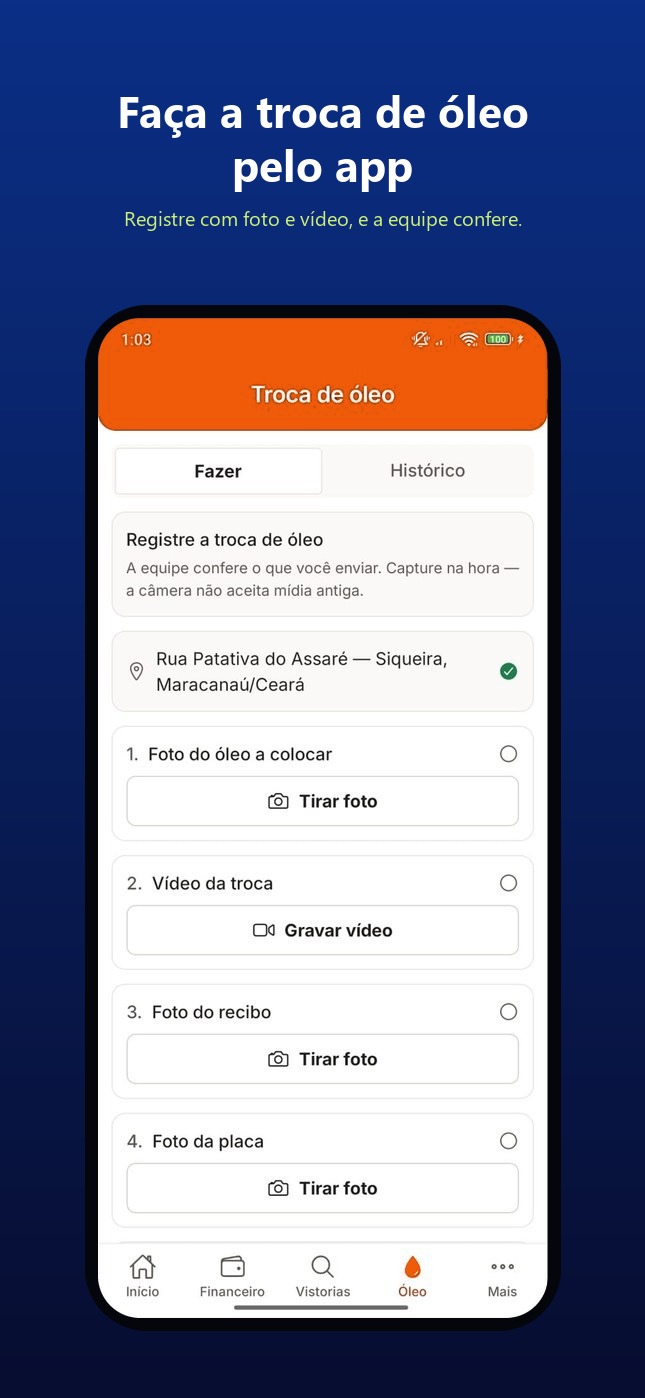 Faça a troca de óleo
pelo app
Registre com foto e vídeo, e a equipe confere.
1:03
100
Troca de óleo
Fazer
Histórico
Registre a troca de óleo
A equipe confere o que você enviar. Capture na hora —
a câmera não aceita mídia antiga.
Rua Patativa do Assaré — Siqueira,
Maracanaú/Ceará
1. Foto do óleo a colocar
Tirar foto
2. Vídeo da troca
Gravar vídeo
3. Foto do recibo
Tirar foto
4. Foto da placa
Tirar foto
Início
Financeiro
Vistorias
Óleo
Mais